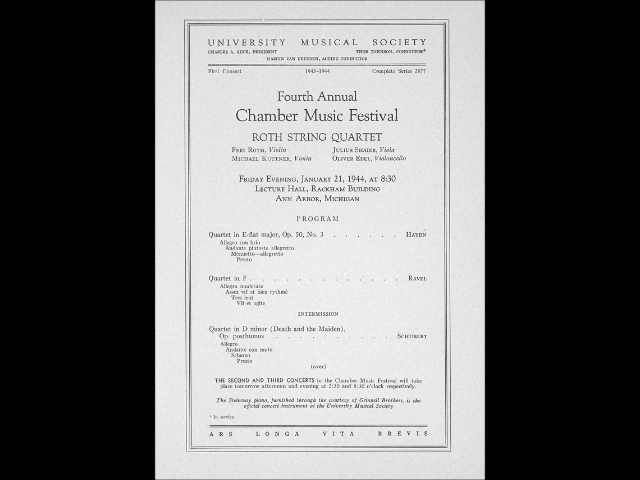 UNIVERSITY MUSICAL SOCIETY
CHARLES A. SINK, PRESIDENT THOR JOHNSON, CONDUCTOR*
HARDIN VAN DEURSEN, ACTING CONDUCTOR
First Concert 1943-1944 Complete Series 2877
Fourth Annual
Chamber Music Festival
ROTH STRING QUARTET
FERI ROTH, Violin JULIUS SHAIER, Viola
MICHAEL KUTTNER, Violin OLIVER EDEL, Violoncello
FRIDAY EVENING, JANUARY 21, 1944, AT 8:30
LECTURE HALL, RACKHAM BUILDING
ANN ARBOR, MICHIGAN
PROGRAM
Quartet in E-flat major, Op. 50, No. 3 . . . . . . HAYDN
Allegro con brio
Andante piutosto allegretto
Menuetto—allegretto
Presto
Quartet in F . . . . . . . . . . . . RAVEL
Allegro moderato
Assez vif et bien rythmé
Tres lent
Vif et agite
INTERMISSION
Quartet in D minor (Death and the Maiden),
Op. posthumus . . . . . . . . . . SCHUBERT
Allegro
Andante con moto
Scherzo
Presto
(over)
THE SECOND AND THIRD CONCERTS in the Chamber Music Festival will take
place tomorrow afternoon and evening at 2:30 and 8:30 o'clock respectively.
The Steinway piano, furnished through the courtesy of Grinnell Brothers, is the
official concert instrument of the University Musical Society
* In service.
ARS LONGA VITA BREVIS